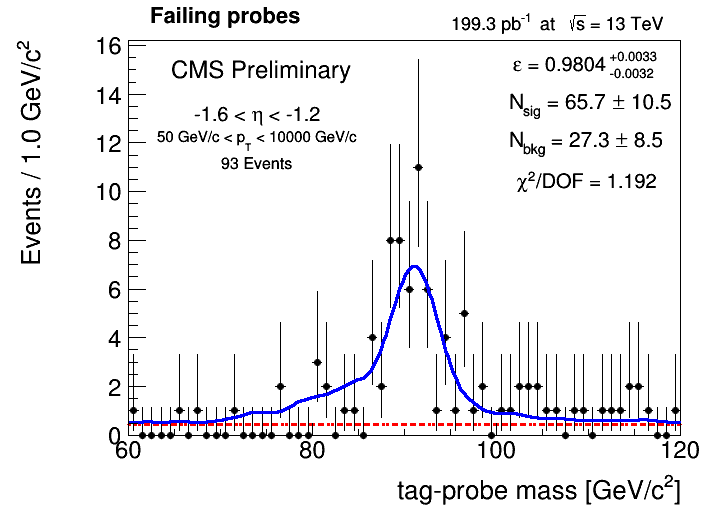 Failing probes
199.3 pb⁻¹ at √s = 13 TeV
CMS Preliminary
-1.6 < η < -1.2
50 GeV/c < p_T < 10000 GeV/c
93 Events
ε = 0.9804 +0.0033 -0.0032
N_sig = 65.7 ± 10.5
N_bkg = 27.3 ± 8.5
χ²/DOF = 1.192
Events / 1.0 GeV/c²
16
14
12
10
8
6
4
2
0
60 80 100 120
tag-probe mass [GeV/c²]